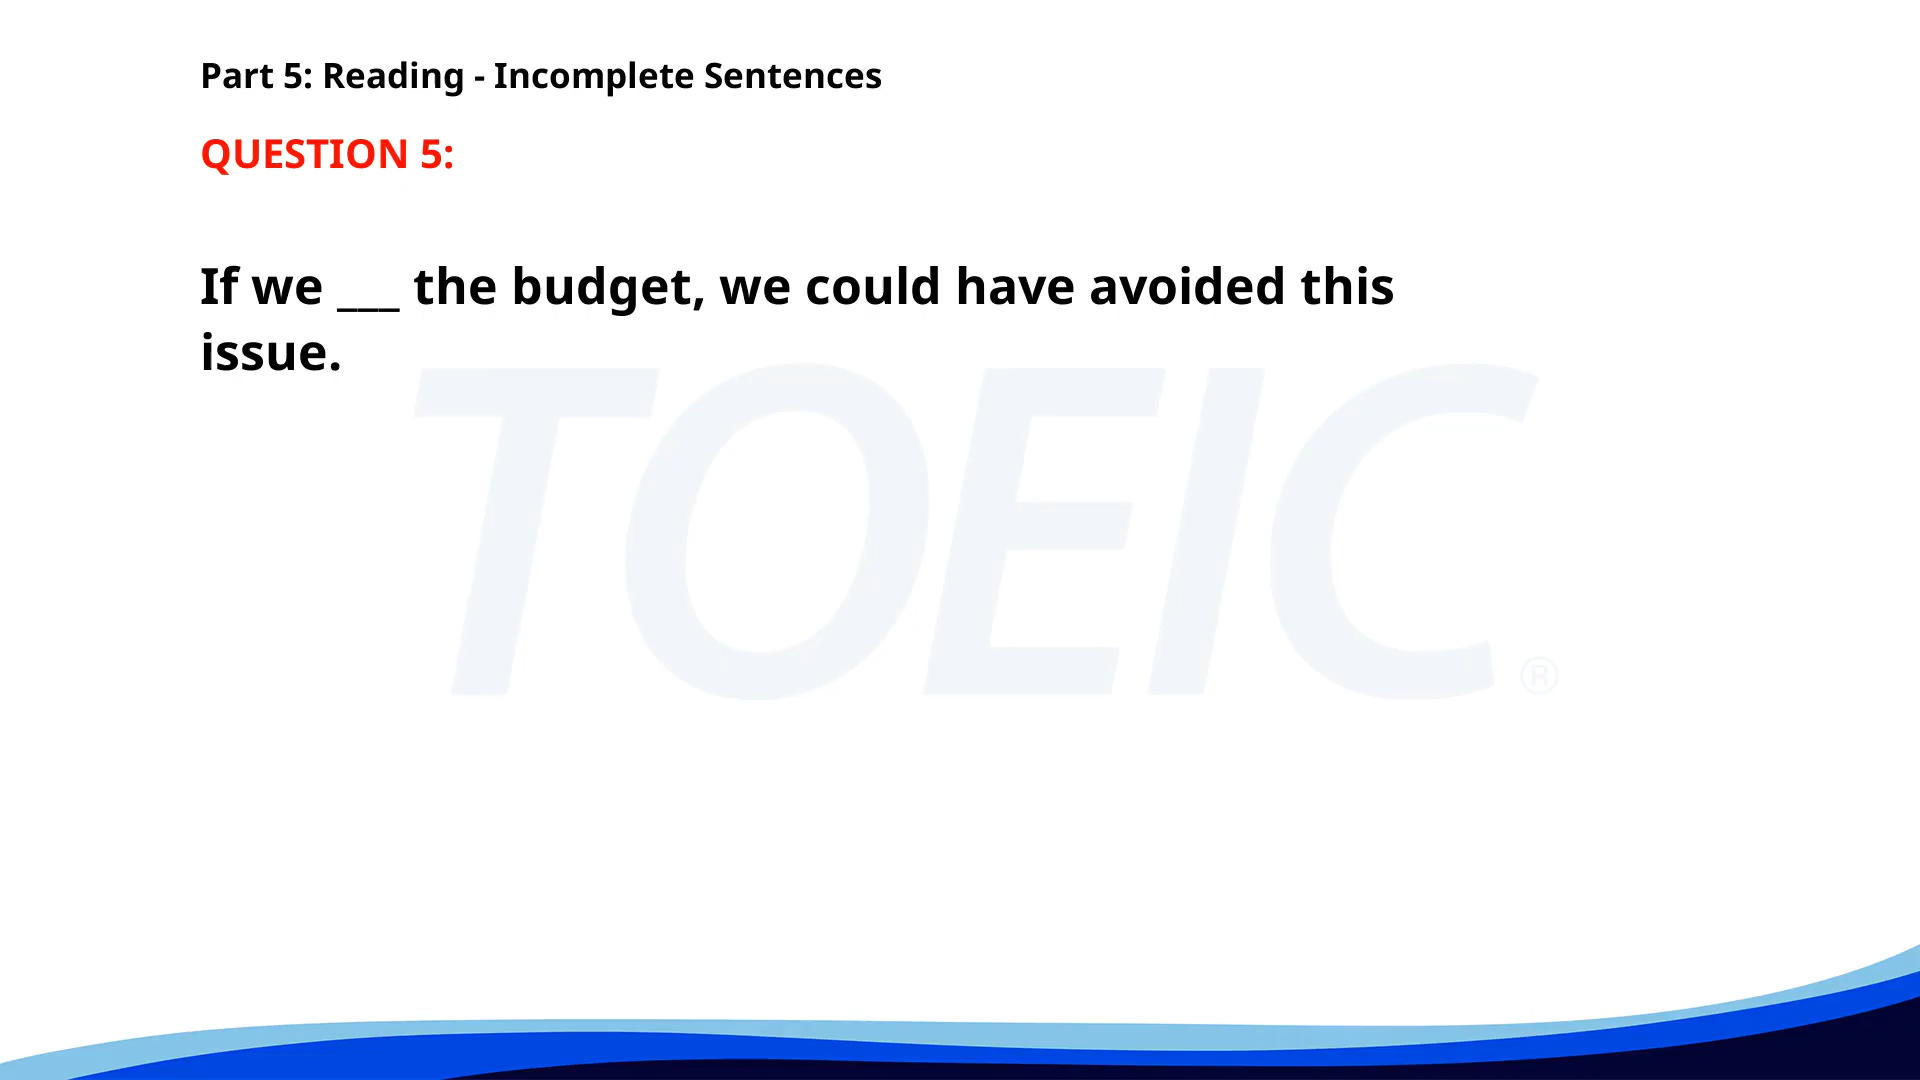 Part 5: Reading - Incomplete Sentences
QUESTION 5:
If we ___ the budget, we could have avoided this
issue.
TOEIC®